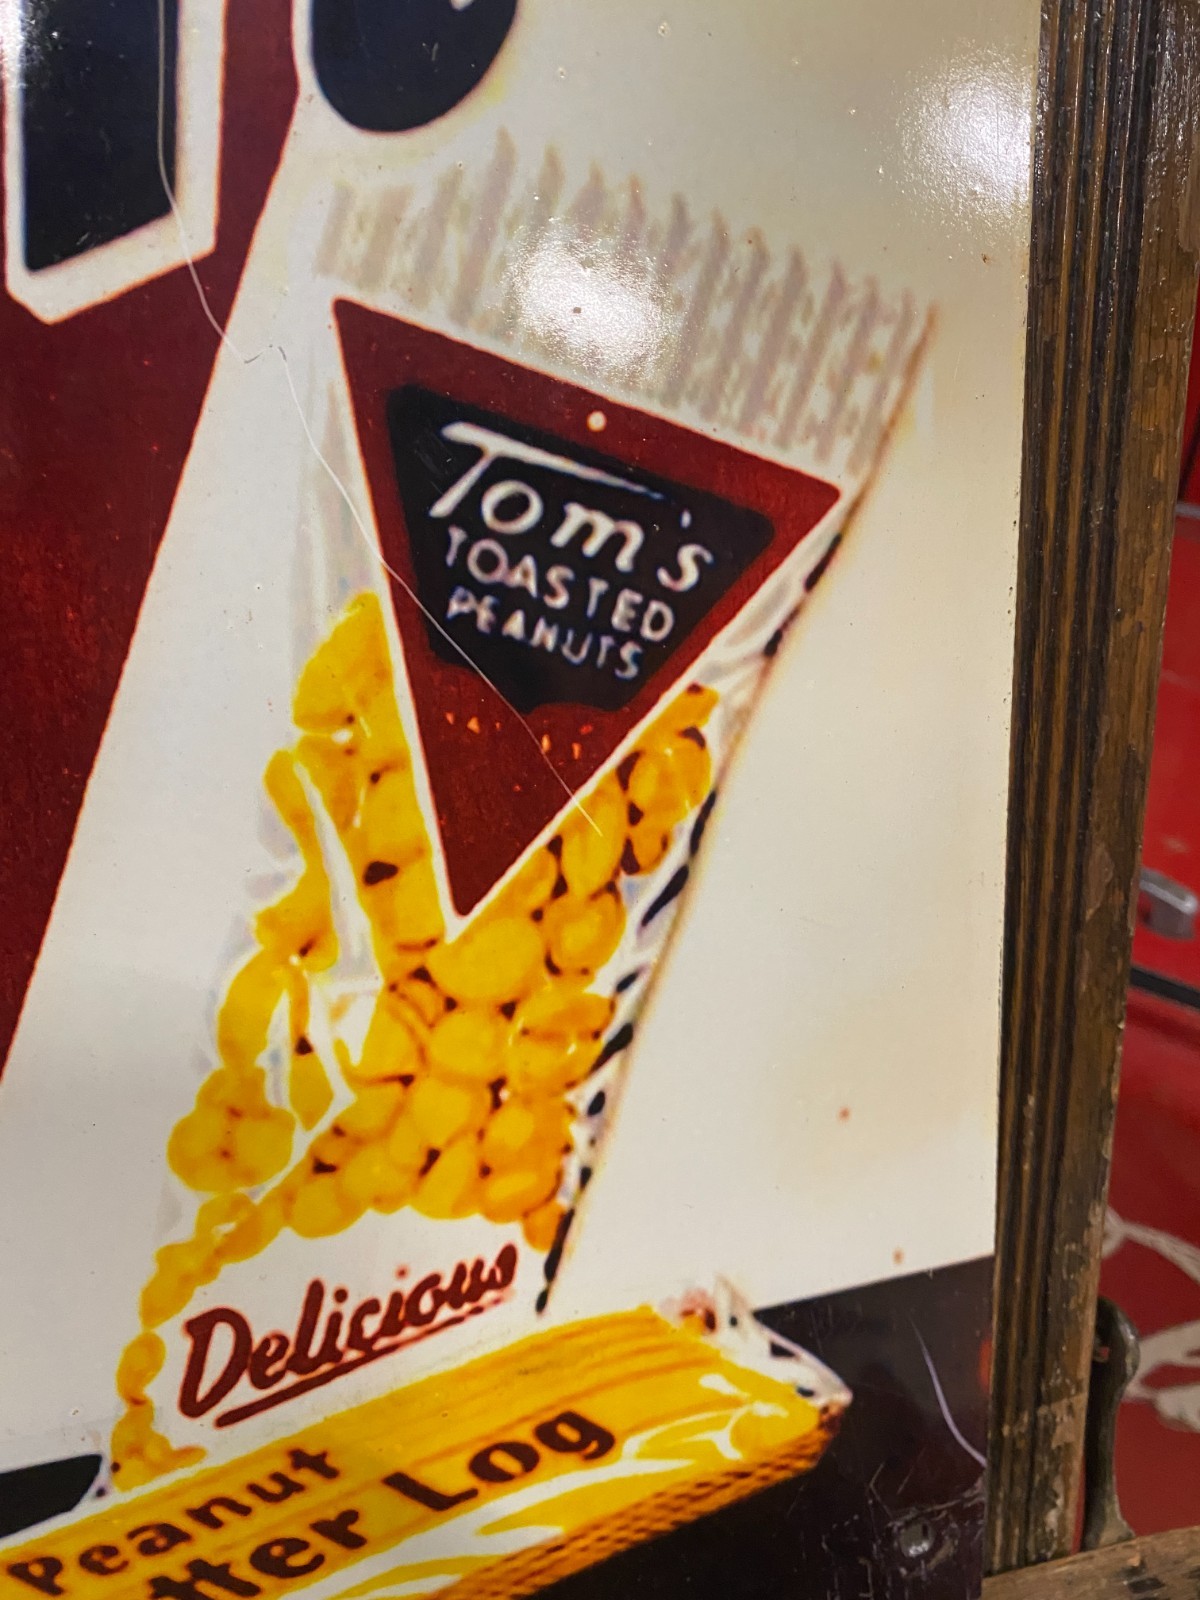 Tom's
TOASTED
PEANUTS
Delicious
Peanut
tter Log